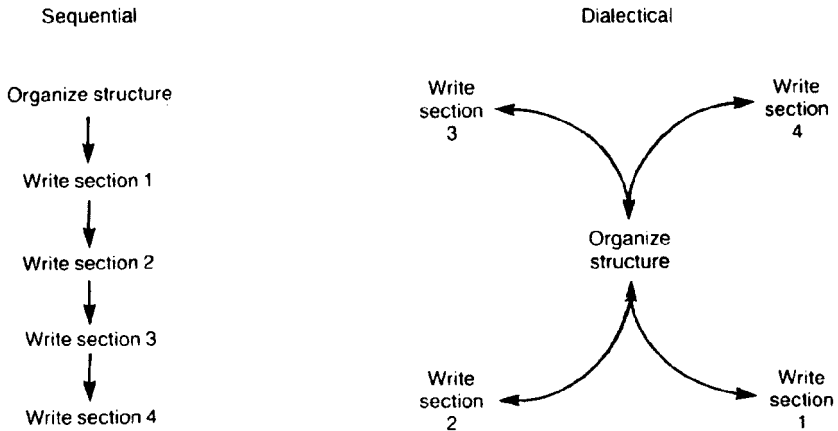 Sequential
Organize structure
Write section 1
Write section 2
Write section 3
Write section 4
Dialectical
Write
section
3
Write
section
4
Organize
structure
Write
section
2
Write
section
1